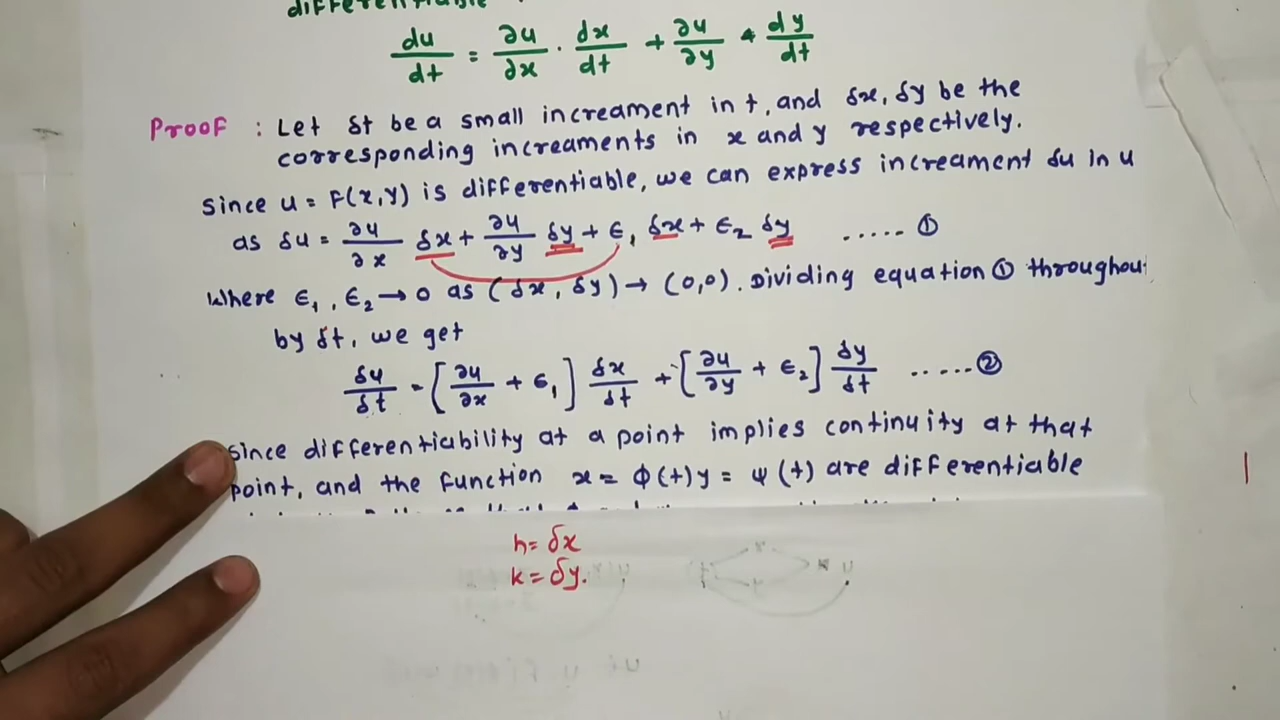 differentiable
du/dt = ∂u/∂x · dx/dt + ∂u/∂y + dy/dt
Proof : Let δt be a small increament in t, and δx, δy be the
corresponding increaments in x and y respectively.
Since u = F(x,y) is differentiable, we can express increament δu in u
as δu = ∂u/∂x δx + ∂u/∂y δy + ϵ₁ δx + ϵ₂ δy ..... ①
Where ϵ₁, ϵ₂ → 0 as (δx, δy) → (0,0). Dividing equation ① throughout
by δt, we get
δu/δt = [∂u/∂x + ϵ₁] δx/δt + [∂u/∂y + ϵ₂] δy/δt ..... ②
Since differentiability at a point implies continuity at that
point, and the function x = φ(t) y = ψ(t) are differentiable
h = δx
k = δy.